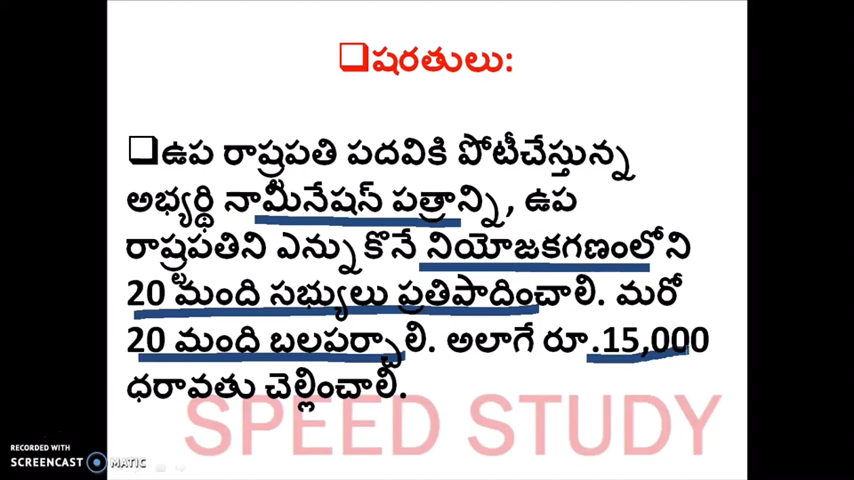 షరతులు:
ఉప రాష్ట్రపతి పదవికి పోటీచేస్తున్న
అభ్యర్థి నామినేషన్ పత్రాన్ని, ఉప
రాష్ట్రపతిని ఎన్ను కొనే నియోజకగణంలోని
20 మంది సభ్యులు ప్రతిపాదించాలి. మరో
20 మంది బలపర్చాలి. అలాగే రూ.15,000
ధరావతు చెల్లించాలి.
SPEED STUDY
RECORDED WITH
SCREENCAST MATIC